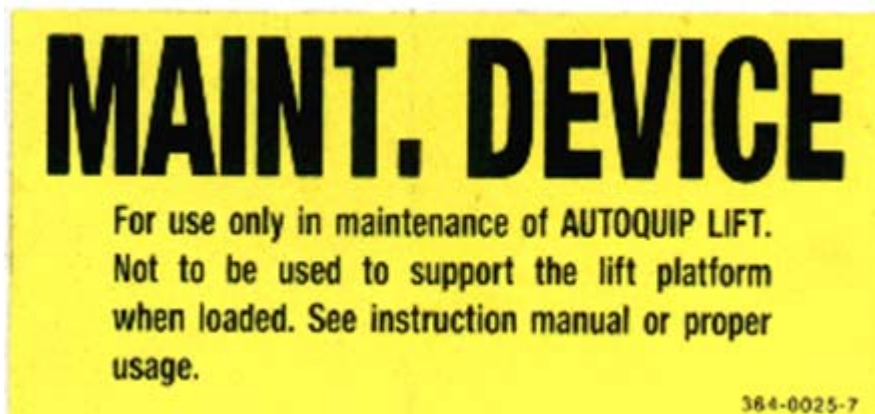 MAINT. DEVICE
For use only in maintenance of AUTOQUIP LIFT.
Not to be used to support the lift platform
when loaded. See instruction manual or proper
usage.
364-0025-7